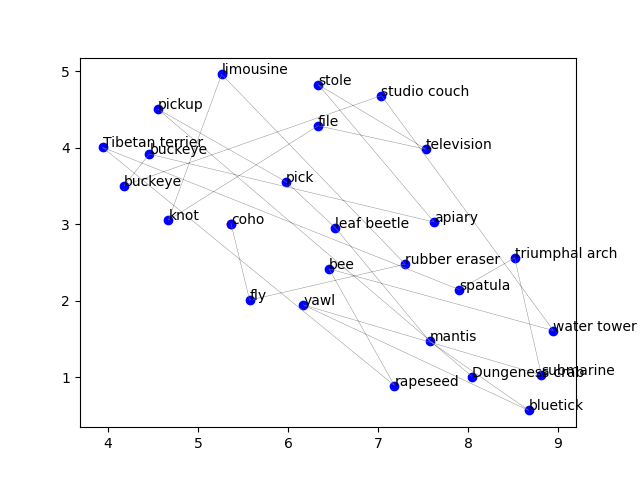 limousine
5
stole
studio couch
pickup
file
Tibetan terrier
buckeye
television
4
pick
buckeye
knot
coho
leaf beetle
apiary
3
bee
rubber eraser
triumphal arch
fly
yawl
spatula
2
water tower
mantis
rapeseed
Dungeness crab
submarine
1
bluetick
4 5 6 7 8 9